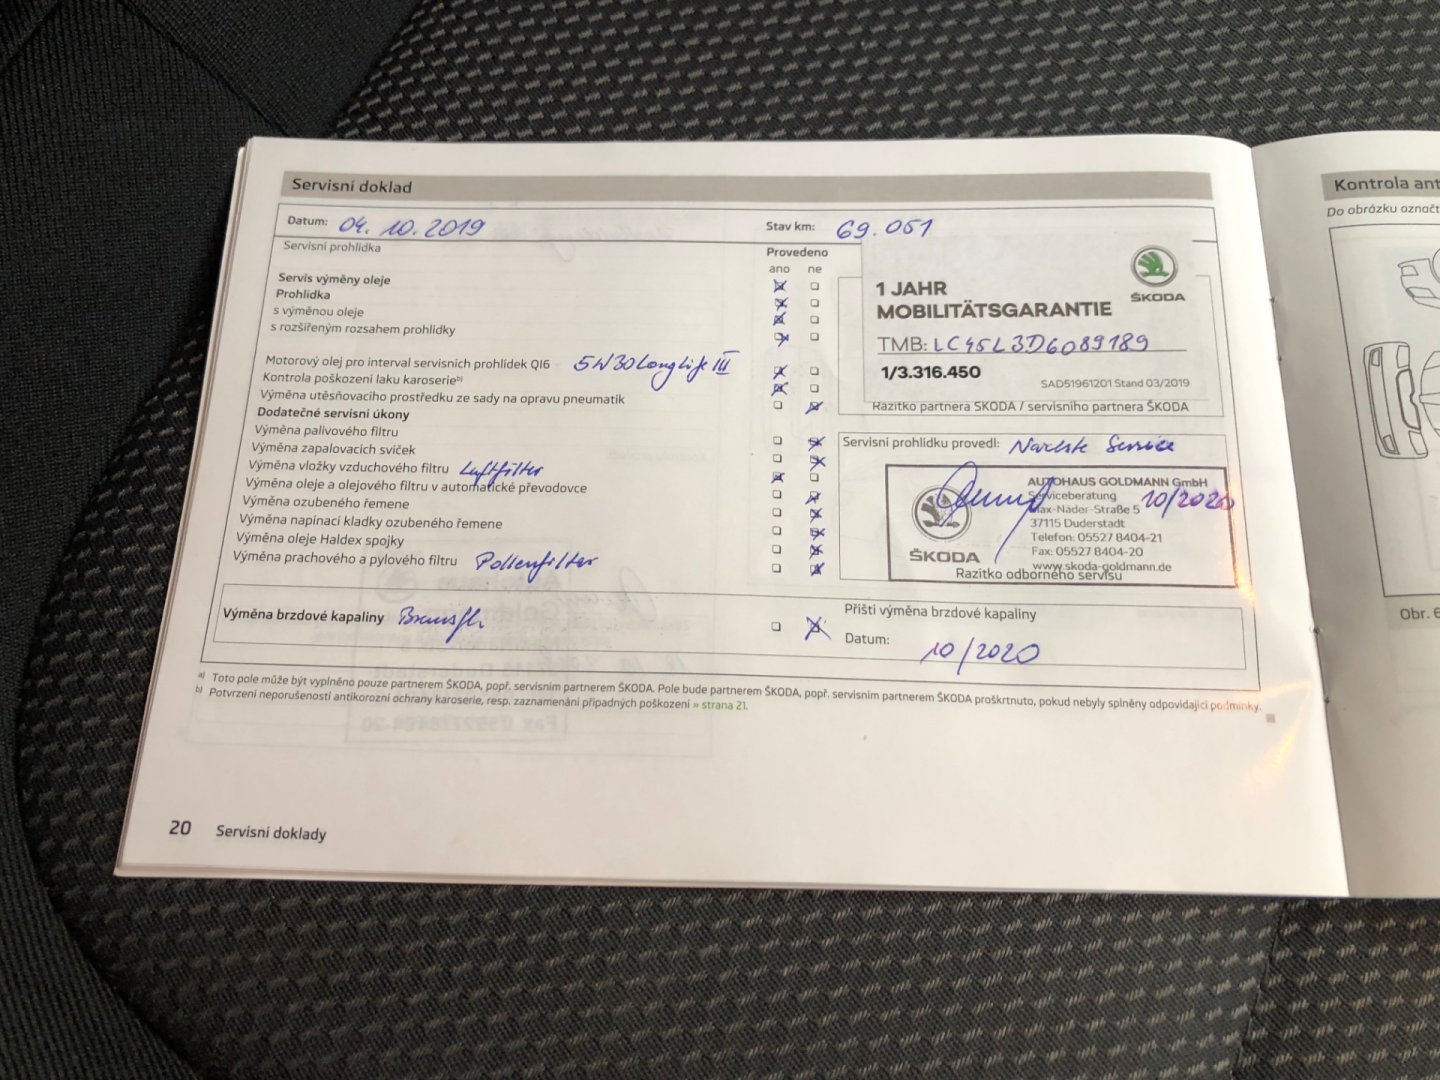 Servisní doklad
Datum: 04. 10. 2019 Stav km: 69.051
Servisní prohlídka Provedeno
ano ne
Servis výměny oleje
Prohlídka
s výměnou oleje
s rozšířeným rozsahem prohlídky
Motorový olej pro interval servisních prohlídek QI6 5W30 LongLife III
Kontrola poškození laku karoserie b)
Výměna utěsňovacího prostředku ze sady na opravu pneumatik
Dodatečné servisní úkony
Výměna palivového filtru
Výměna zapalovacích svíček
Výměna vložky vzduchového filtru Luftfilter
Výměna oleje a olejového filtru v automatické převodovce
Výměna ozubeného řemene
Výměna napínací kladky ozubeného řemene
Výměna oleje Haldex spojky
Výměna prachového a pylového filtru Pollenfilter
Výměna brzdové kapaliny
ŠKODA
1 JAHR
MOBILITÄTSGARANTIE
TMB: LC45L3D6089189
1/3.316.450
SAD51961201 Stand 03/2019
Razítko partnera ŠKODA / servisního partnera ŠKODA
Servisní prohlídku provedl: Service
AUTOHAUS GOLDMANN GmbH
Serviceberatung 10/2020
Max-Näder-Straße 5
37115 Duderstadt
Telefon: 05527 8404-21
Fax: 05527 8404-20
www.skoda-goldmann.de
ŠKODA
Razítko odborného servisu
Příští výměna brzdové kapaliny
Datum: 10/2020
a) Toto pole může být vyplněno pouze partnerem ŠKODA, popř. servisním partnerem ŠKODA. Pole bude partnerem ŠKODA, popř. servisním partnerem ŠKODA proškrtnuto, pokud nebyly splněny odpovídající podmínky.
b) Potvrzení neporušenosti antikorozní ochrany karoserie, resp. zaznamenání případných poškození » strana 21.
20 Servisní doklady
Kontrola ant
Do obrázku označt
Obr. 6